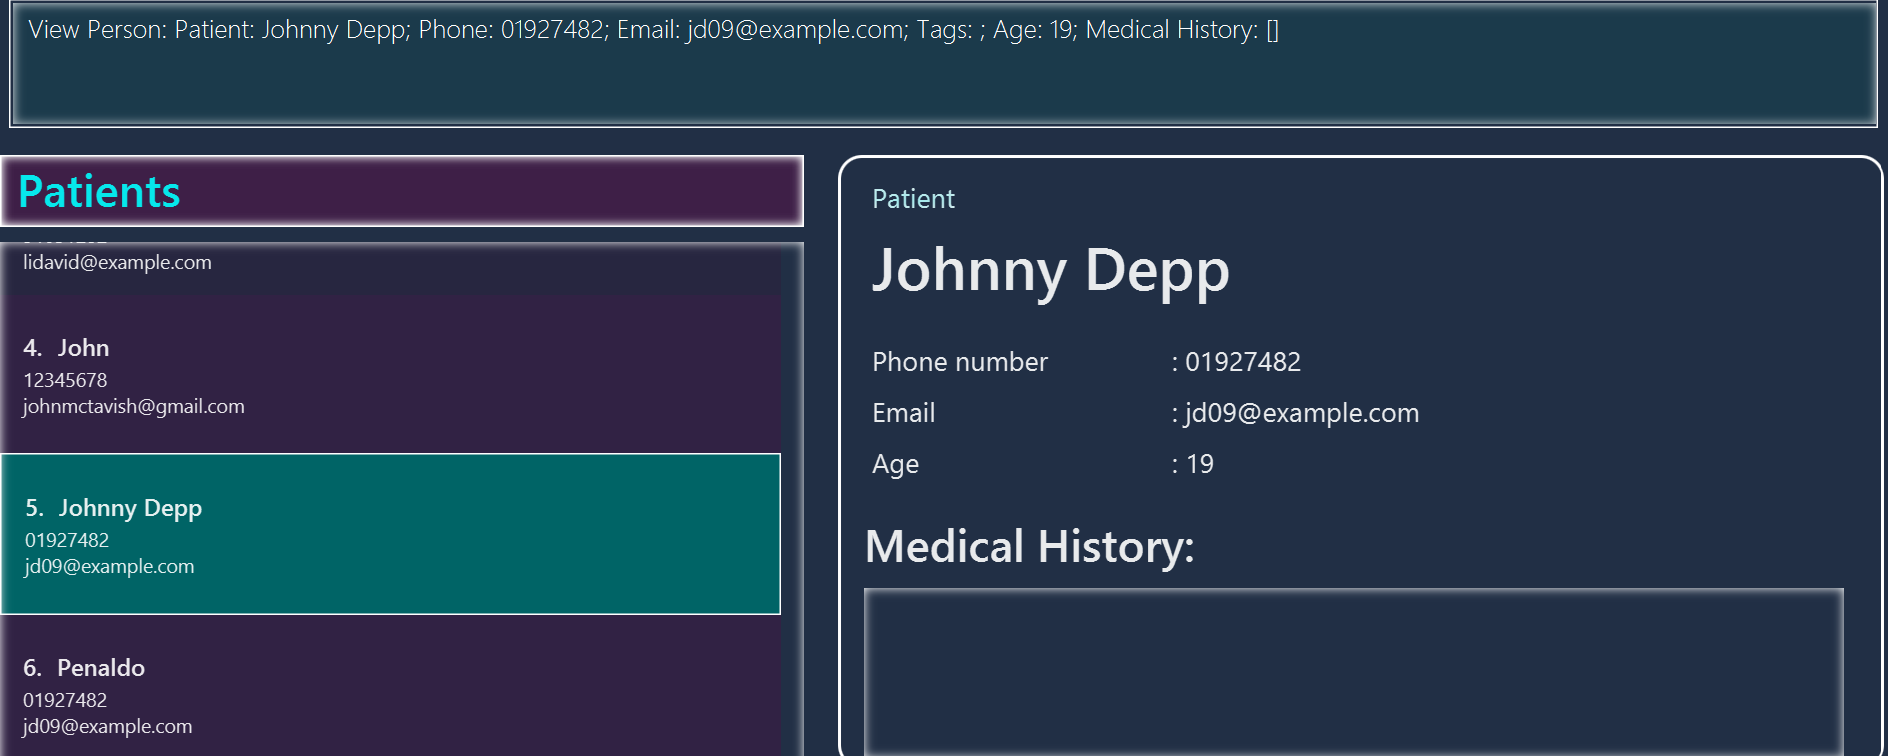 View Person: Patient: Johnny Depp; Phone: 01927482; Email: jd09@example.com; Tags: ; Age: 19; Medical History: []
Patients
lidavid@example.com
4. John
12345678
johnmctavish@gmail.com
5. Johnny Depp
01927482
jd09@example.com
6. Penaldo
01927482
jd09@example.com
Patient
Johnny Depp
Phone number : 01927482
Email : jd09@example.com
Age : 19
Medical History: